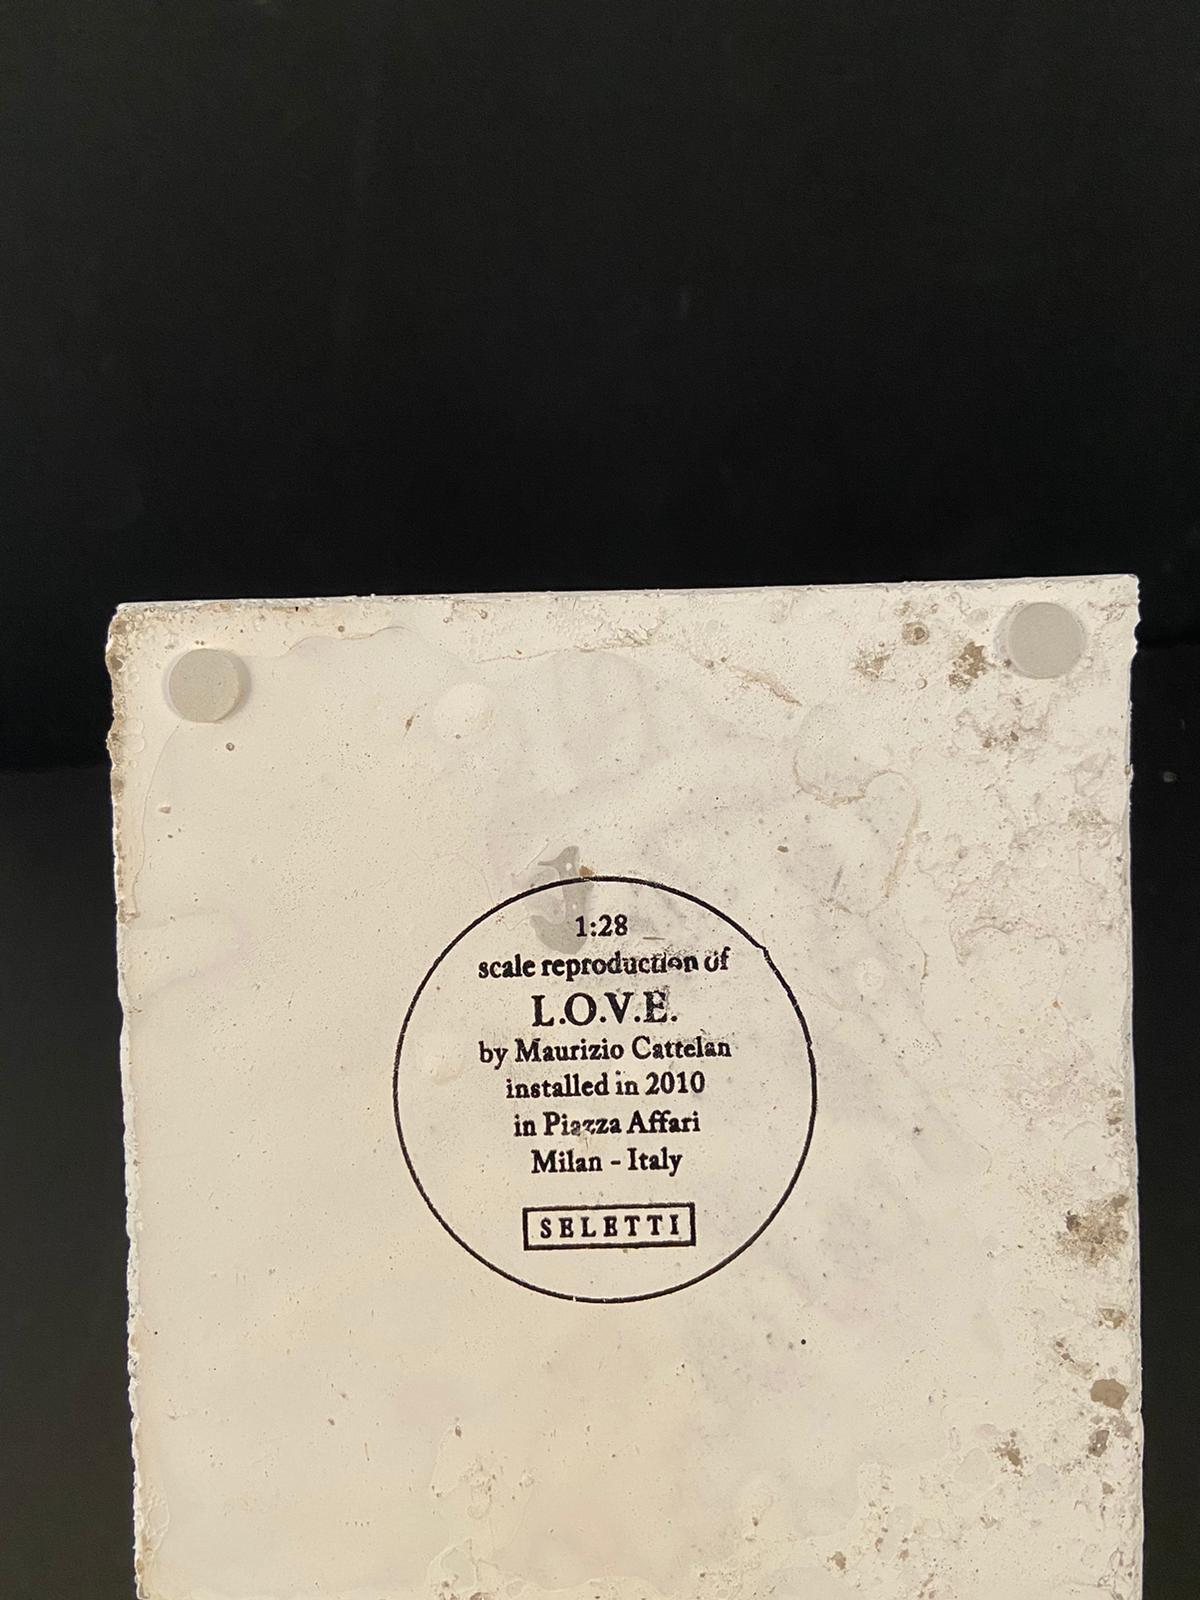 1:28
scale reproduction of
L.O.V.E.
by Maurizio Cattelan
installed in 2010
in Piazza Affari
Milan - Italy
SELETTI